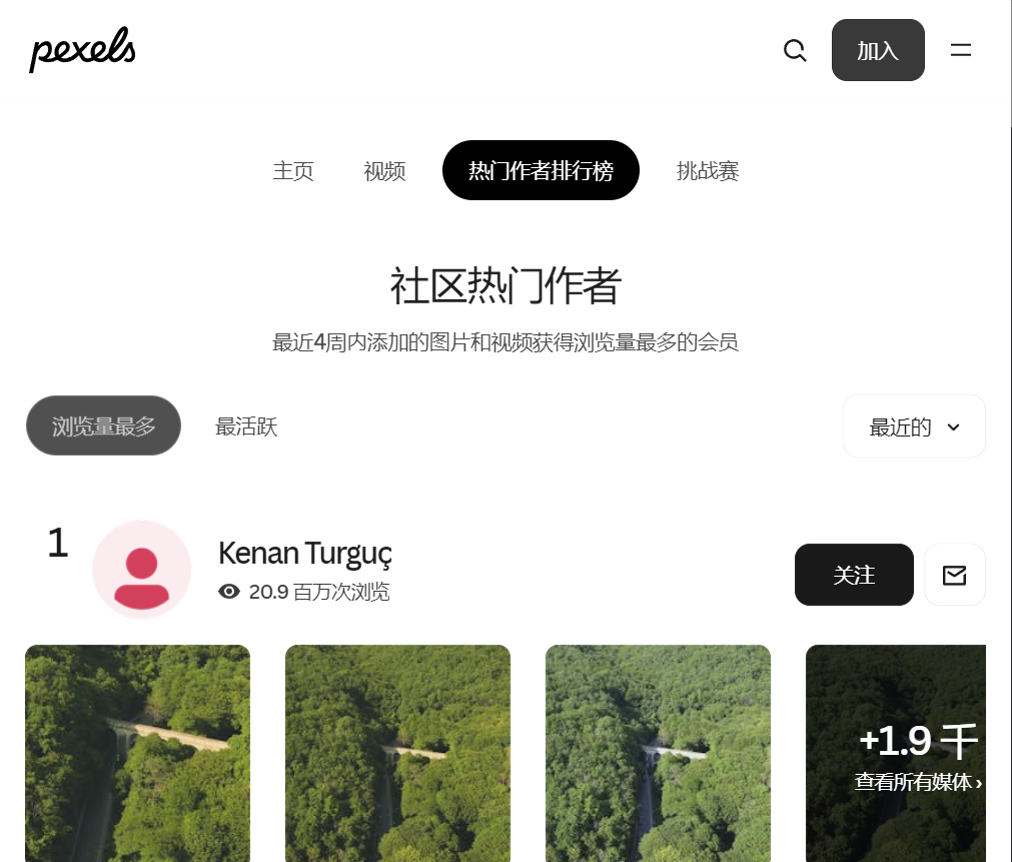 pexels
加入
主页
视频
热门作者排行榜
挑战赛
社区热门作者
最近4周内添加的图片和视频获得浏览量最多的会员
浏览量最多
最活跃
最近的
1
Kenan Turguç
20.9 百万次浏览
关注
+1.9 千
查看所有媒体 ›